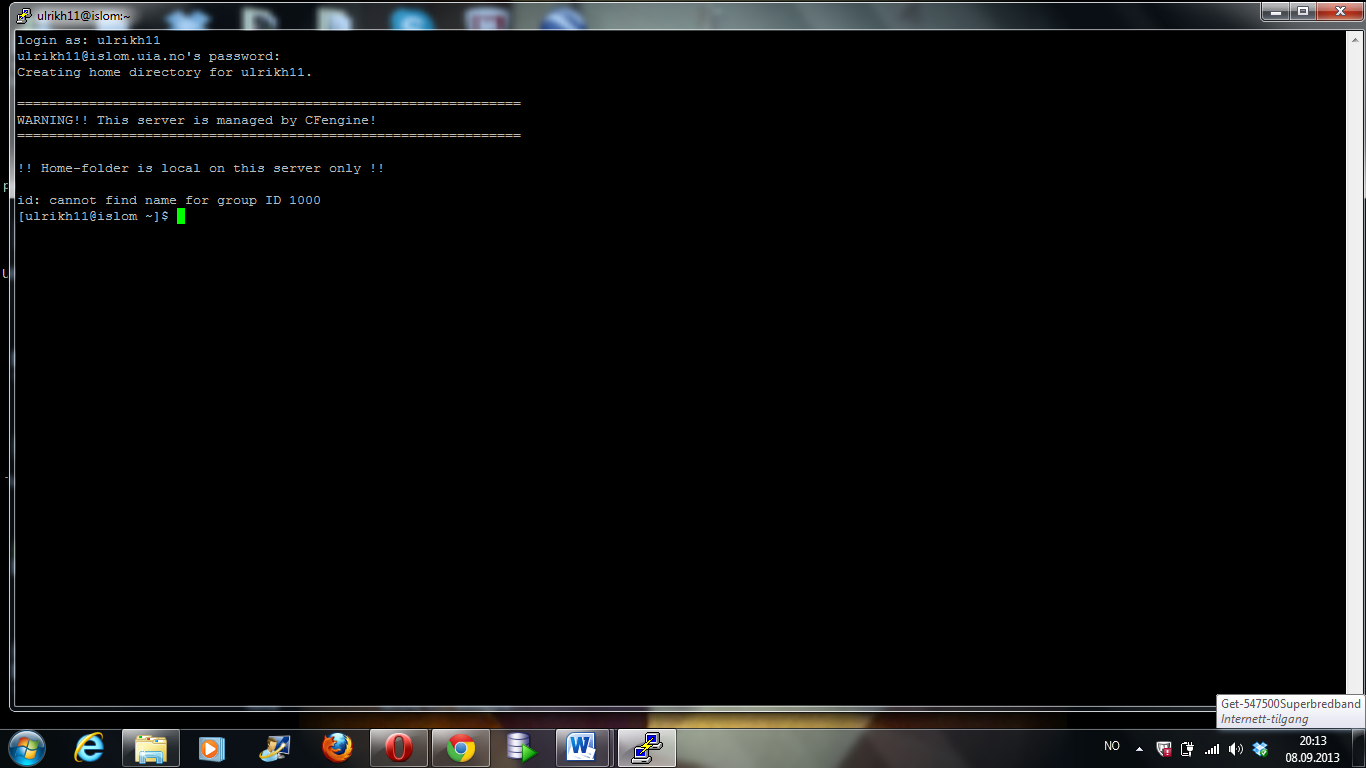 ulrikh11@islom:~
login as: ulrikh11
ulrikh11@islom.uia.no's password:
Creating home directory for ulrikh11.
===============================================================
WARNING!! This server is managed by CFengine!
===============================================================
!! Home-folder is local on this server only !!
id: cannot find name for group ID 1000
[ulrikh11@islom ~]$
Get-547500Superbredband
Internett-tilgang
NO
20:13
08.09.2013